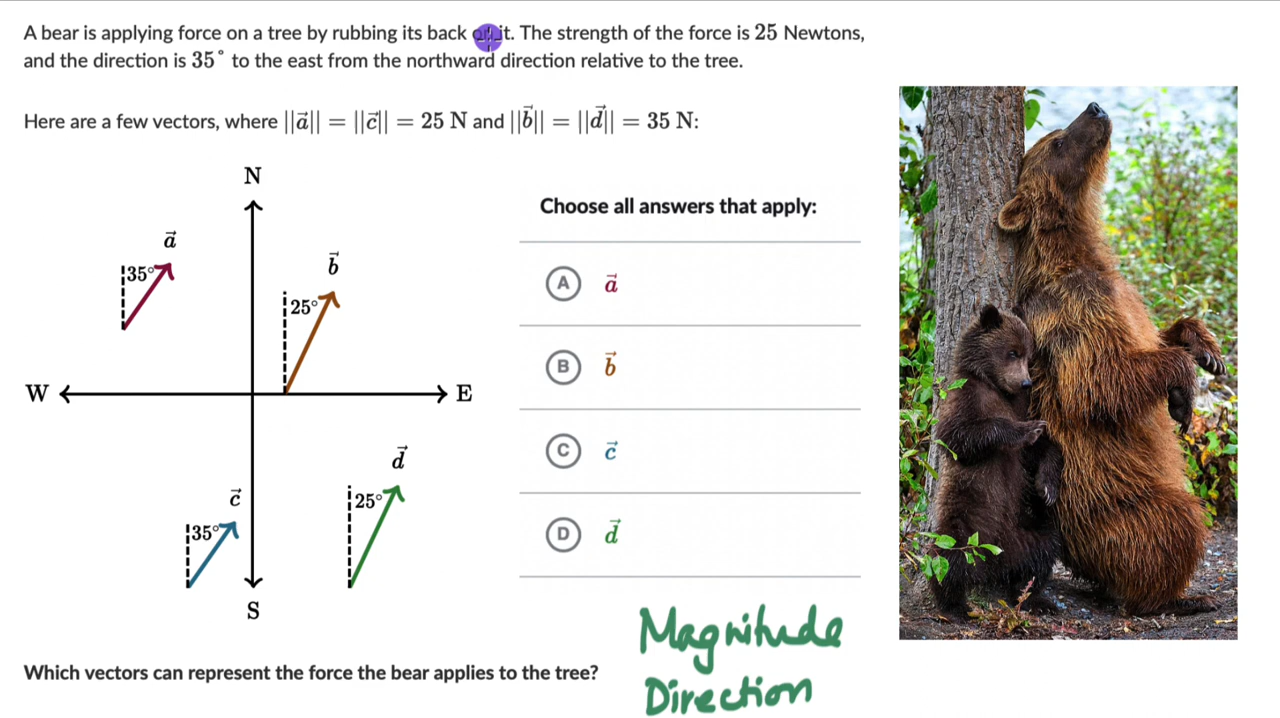 A bear is applying force on a tree by rubbing its back it. The strength of the force is 25 Newtons,
and the direction is 35° to the east from the northward direction relative to the tree.
Here are a few vectors, where ||a⃗|| = ||c⃗|| = 25 N and ||b⃗|| = ||d⃗|| = 35 N:
N
a⃗
35°
b⃗
25°
W
E
d⃗
25°
c⃗
35°
S
Choose all answers that apply:
A a⃗
B b⃗
C c⃗
D d⃗
Which vectors can represent the force the bear applies to the tree?
Magnitude
Direction